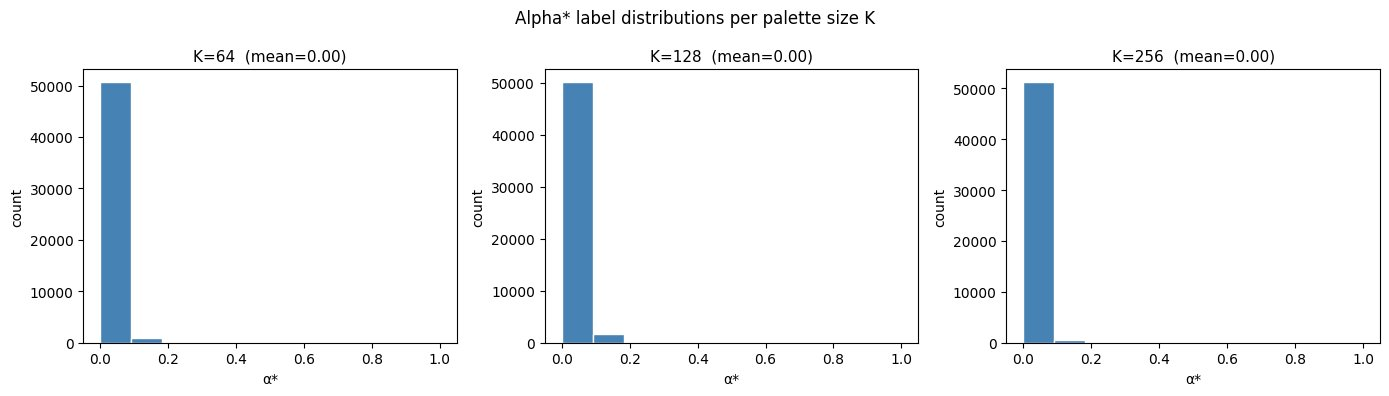 Alpha* label distributions per palette size K
K=64  (mean=0.00)
count
50000
40000
30000
20000
10000
0
0.0 0.2 0.4 0.6 0.8 1.0
α*
K=128  (mean=0.00)
count
50000
40000
30000
20000
10000
0
0.0 0.2 0.4 0.6 0.8 1.0
α*
K=256  (mean=0.00)
count
50000
40000
30000
20000
10000
0
0.0 0.2 0.4 0.6 0.8 1.0
α*